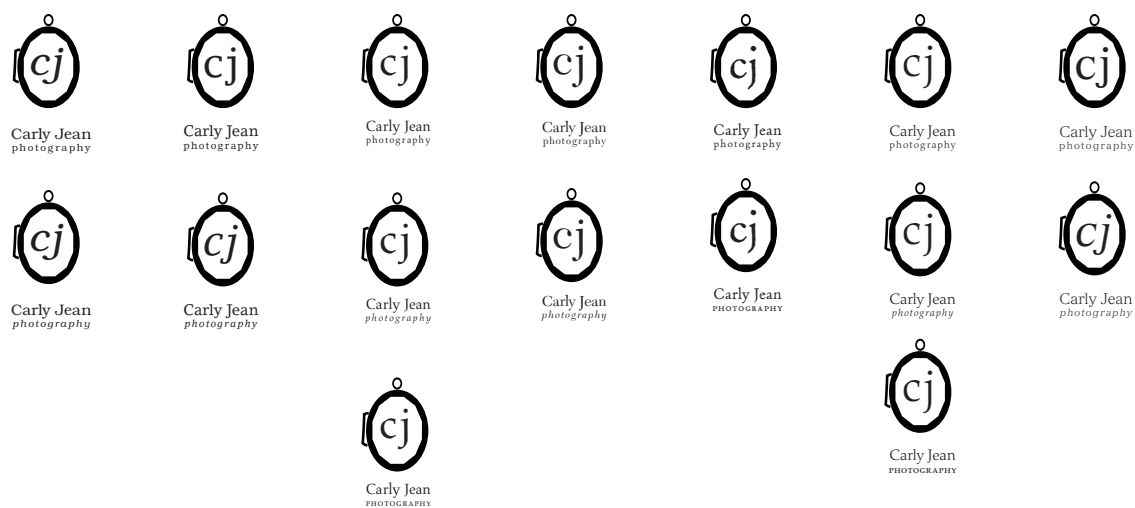 cj cj cj cj cj cj cj
Carly Jean Carly Jean Carly Jean Carly Jean Carly Jean Carly Jean Carly Jean
photography photography photography photography photography photography photography
cj cj cj cj cj cj cj
Carly Jean Carly Jean Carly Jean Carly Jean Carly Jean Carly Jean Carly Jean
photography photography photography photography PHOTOGRAPHY photography photography
cj
Carly Jean
PHOTOGRAPHY
cj
Carly Jean
PHOTOGRAPHY